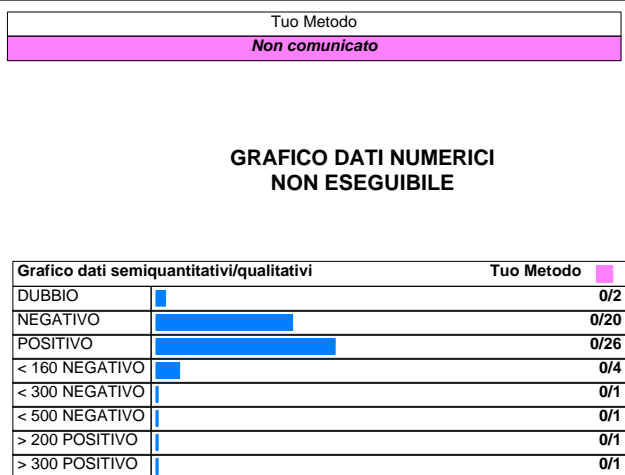 Tuo Metodo
Non comunicato
GRAFICO DATI NUMERICI
NON ESEGUIBILE
Grafico dati semiquantitativi/qualitativi Tuo Metodo
DUBBIO 0/2
NEGATIVO 0/20
POSITIVO 0/26
< 160 NEGATIVO 0/4
< 300 NEGATIVO 0/1
< 500 NEGATIVO 0/1
> 200 POSITIVO 0/1
> 300 POSITIVO 0/1